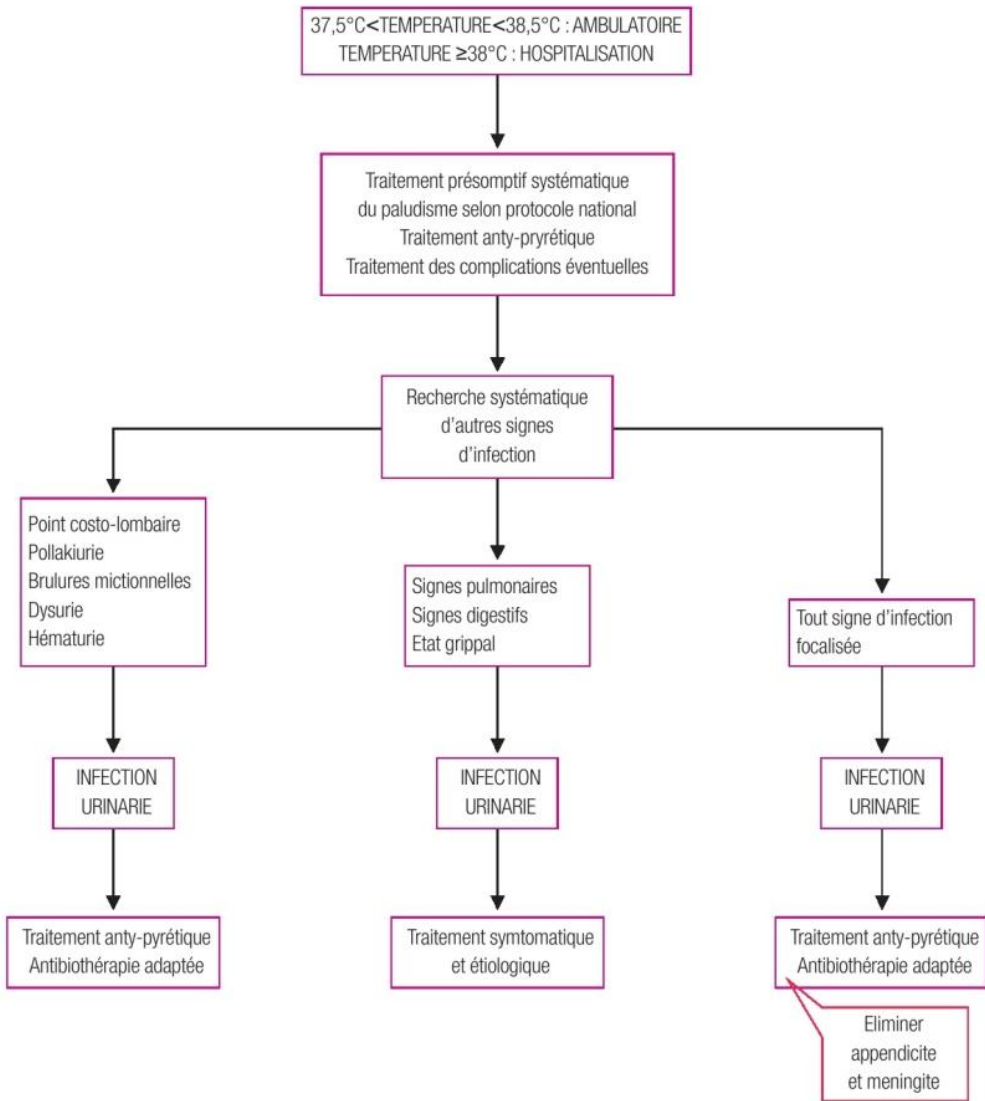 37,5°C<TEMPERATURE<38,5°C : AMBULATOIRE
TEMPERATURE ≥38°C : HOSPITALISATION
Traitement présomptif systématique
du paludisme selon protocole national
Traitement anty-pryrétique
Traitement des complications éventuelles
Recherche systématique
d'autres signes
d'infection
Point costo-lombaire
Pollakiurie
Brulures mictionnelles
Dysurie
Hématurie
Signes pulmonaires
Signes digestifs
Etat grippal
Tout signe d'infection
focalisée
INFECTION
URINARIE
INFECTION
URINARIE
INFECTION
URINARIE
Traitement anty-pyrétique
Antibiothérapie adaptée
Traitement symtomatique
et étiologique
Traitement anty-pyrétique
Antibiothérapie adaptée
Eliminer
appendicite
et meningite